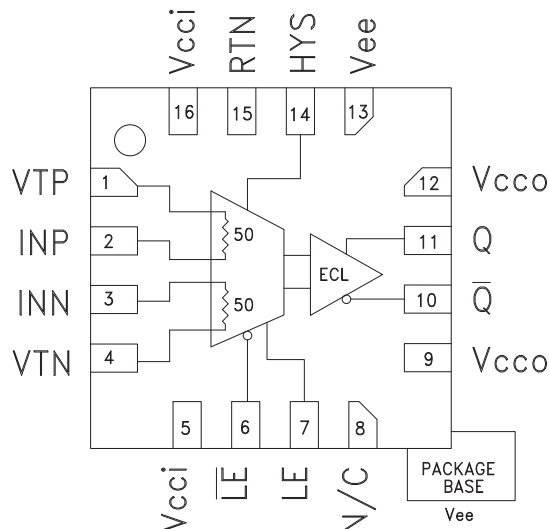 Vcci
RTN
HYS
Vee
16
15
14
13
VTP
1
12
Vcco
INP
2
50
11
Q
ECL
INN
3
50
10
Q̅
VTN
4
9
Vcco
5
6
7
8
Vcci
L̅E̅
LE
N/C
PACKAGE
BASE
Vee